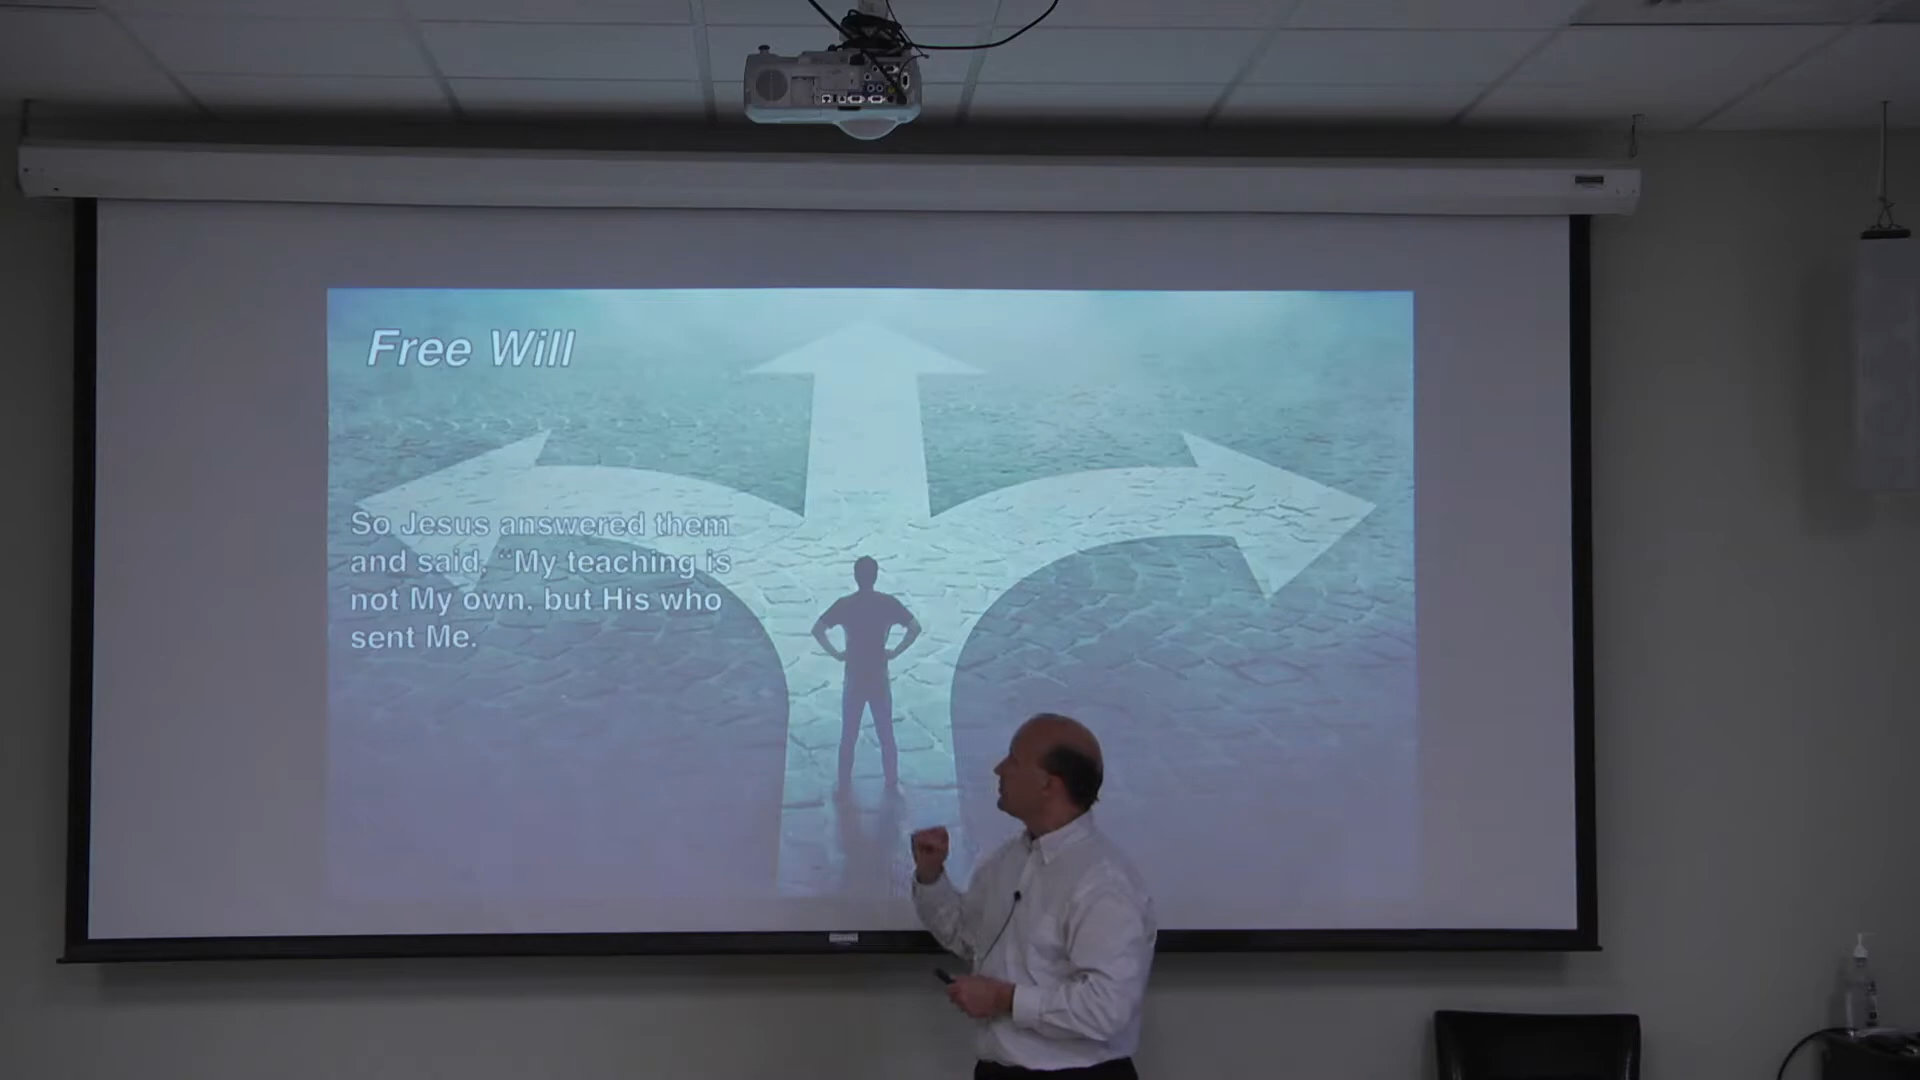 Free Will
So Jesus answered them
and said, “My teaching is
not My own, but His who
sent Me.